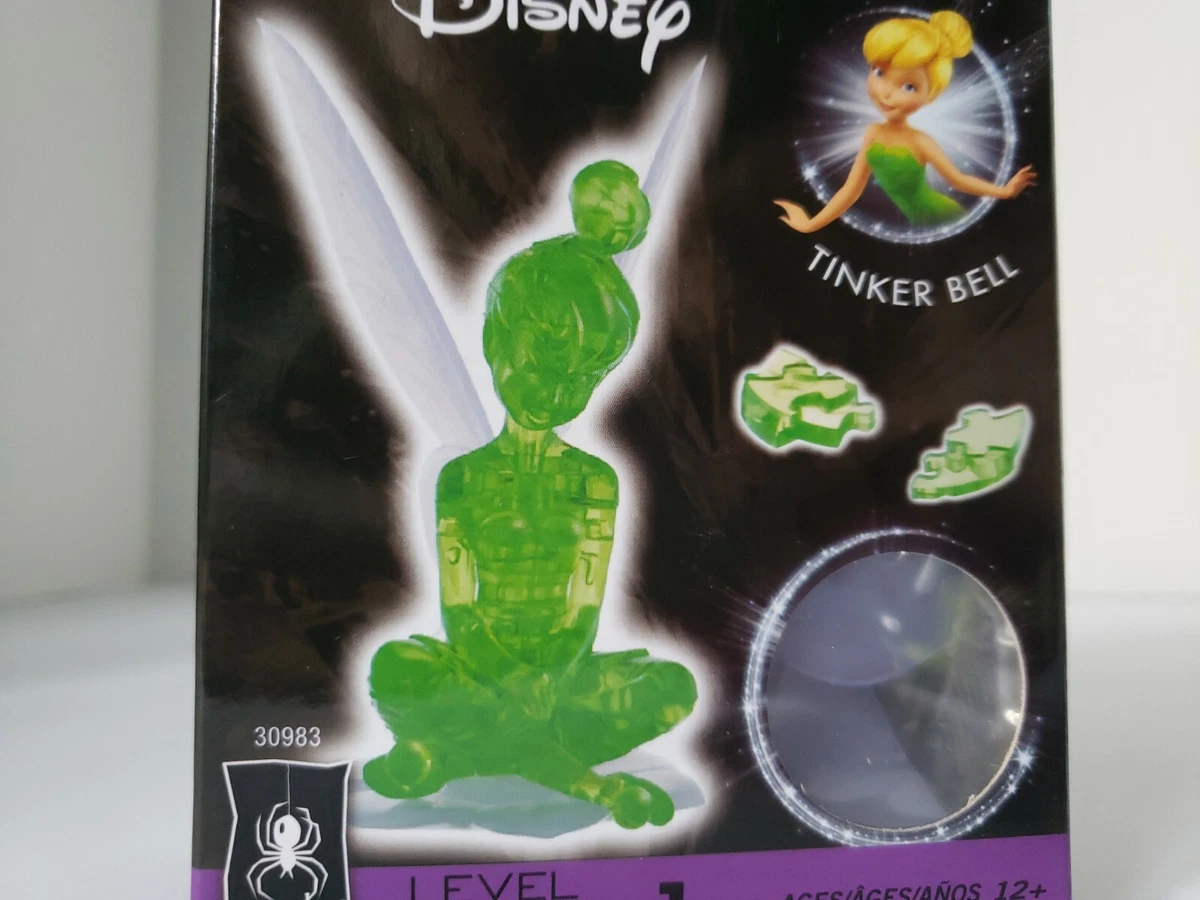 Disney
TINKER BELL
30983
LEVEL 1
AGES/ÂGES/AÑOS 12+